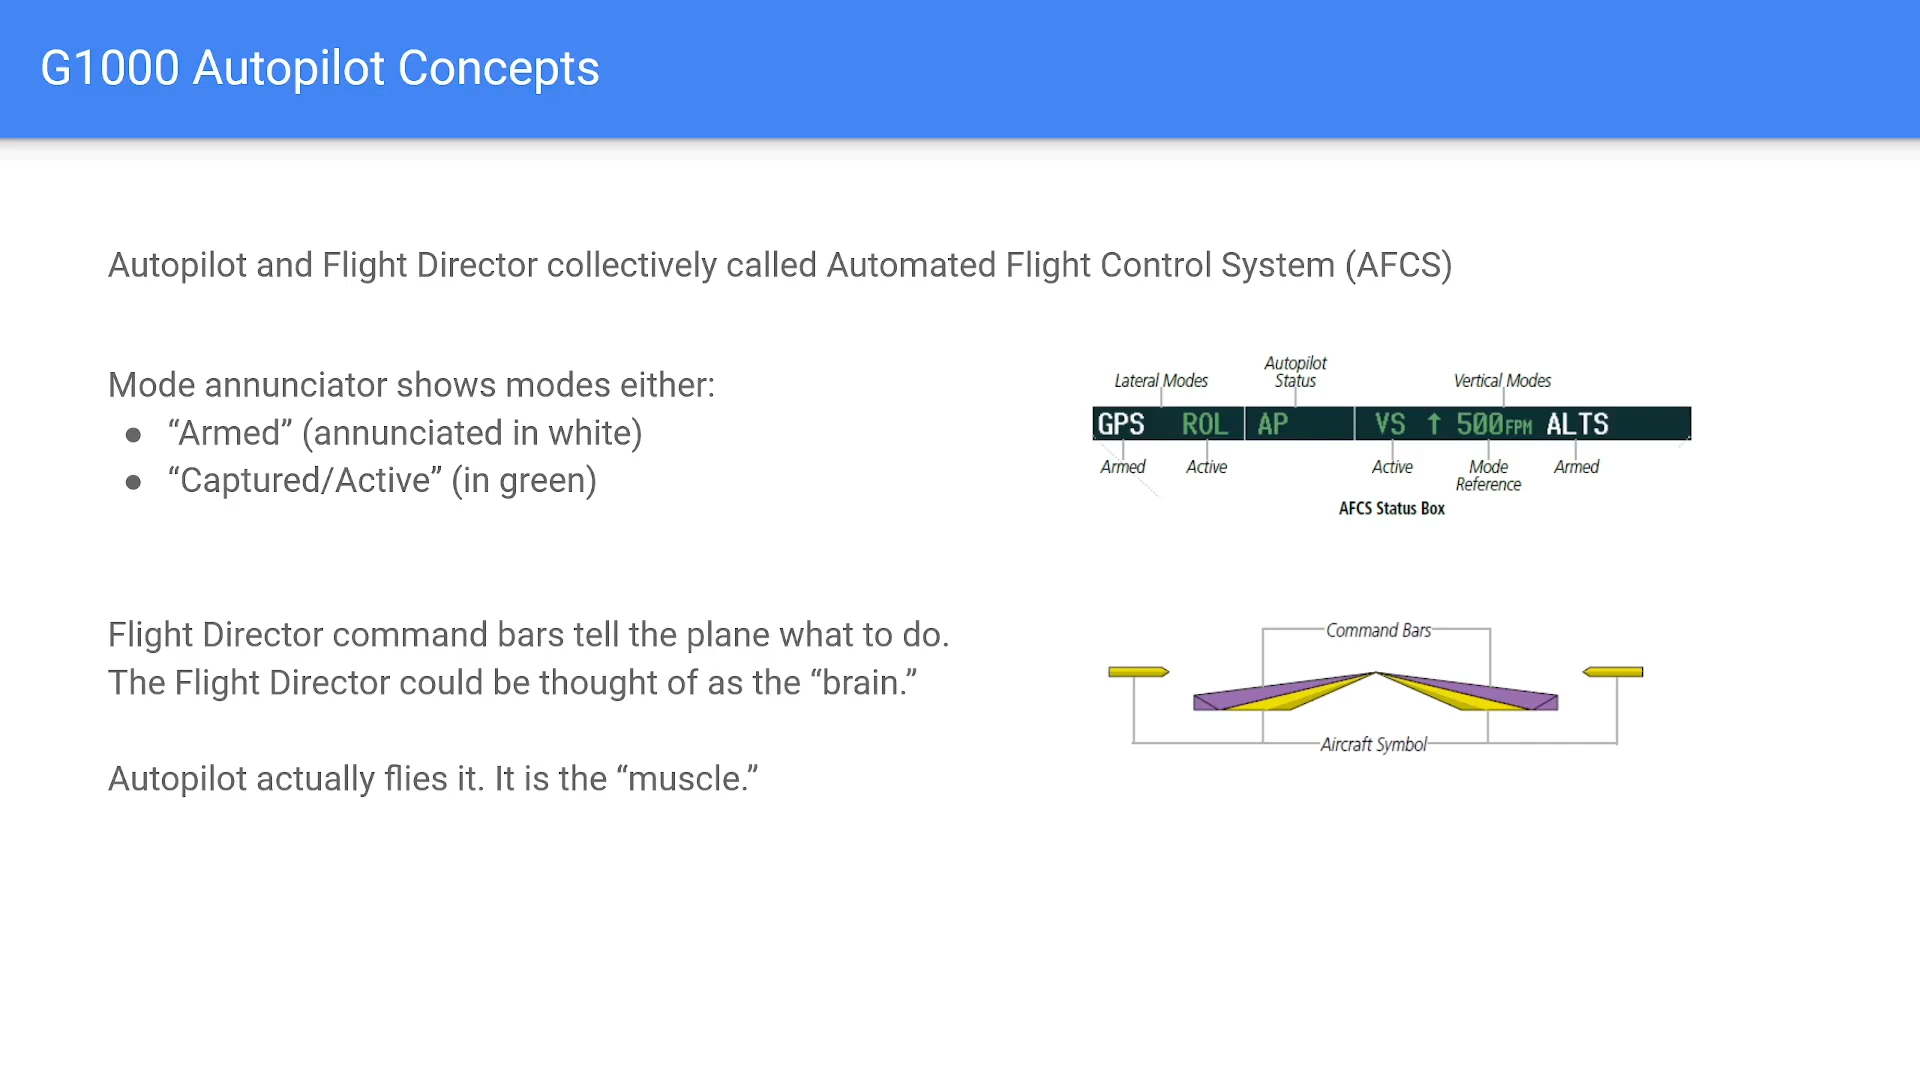 G1000 Autopilot Concepts
Autopilot and Flight Director collectively called Automated Flight Control System (AFCS)
Mode annunciator shows modes either:
● “Armed” (annunciated in white)
● “Captured/Active” (in green)
Lateral Modes
Autopilot
Status
Vertical Modes
GPS ROL AP VS ↑ 500FPM ALTS
Armed Active Active Mode Armed
Reference
AFCS Status Box
Flight Director command bars tell the plane what to do.
The Flight Director could be thought of as the “brain.”
Autopilot actually flies it. It is the “muscle.”
Command Bars
Aircraft Symbol